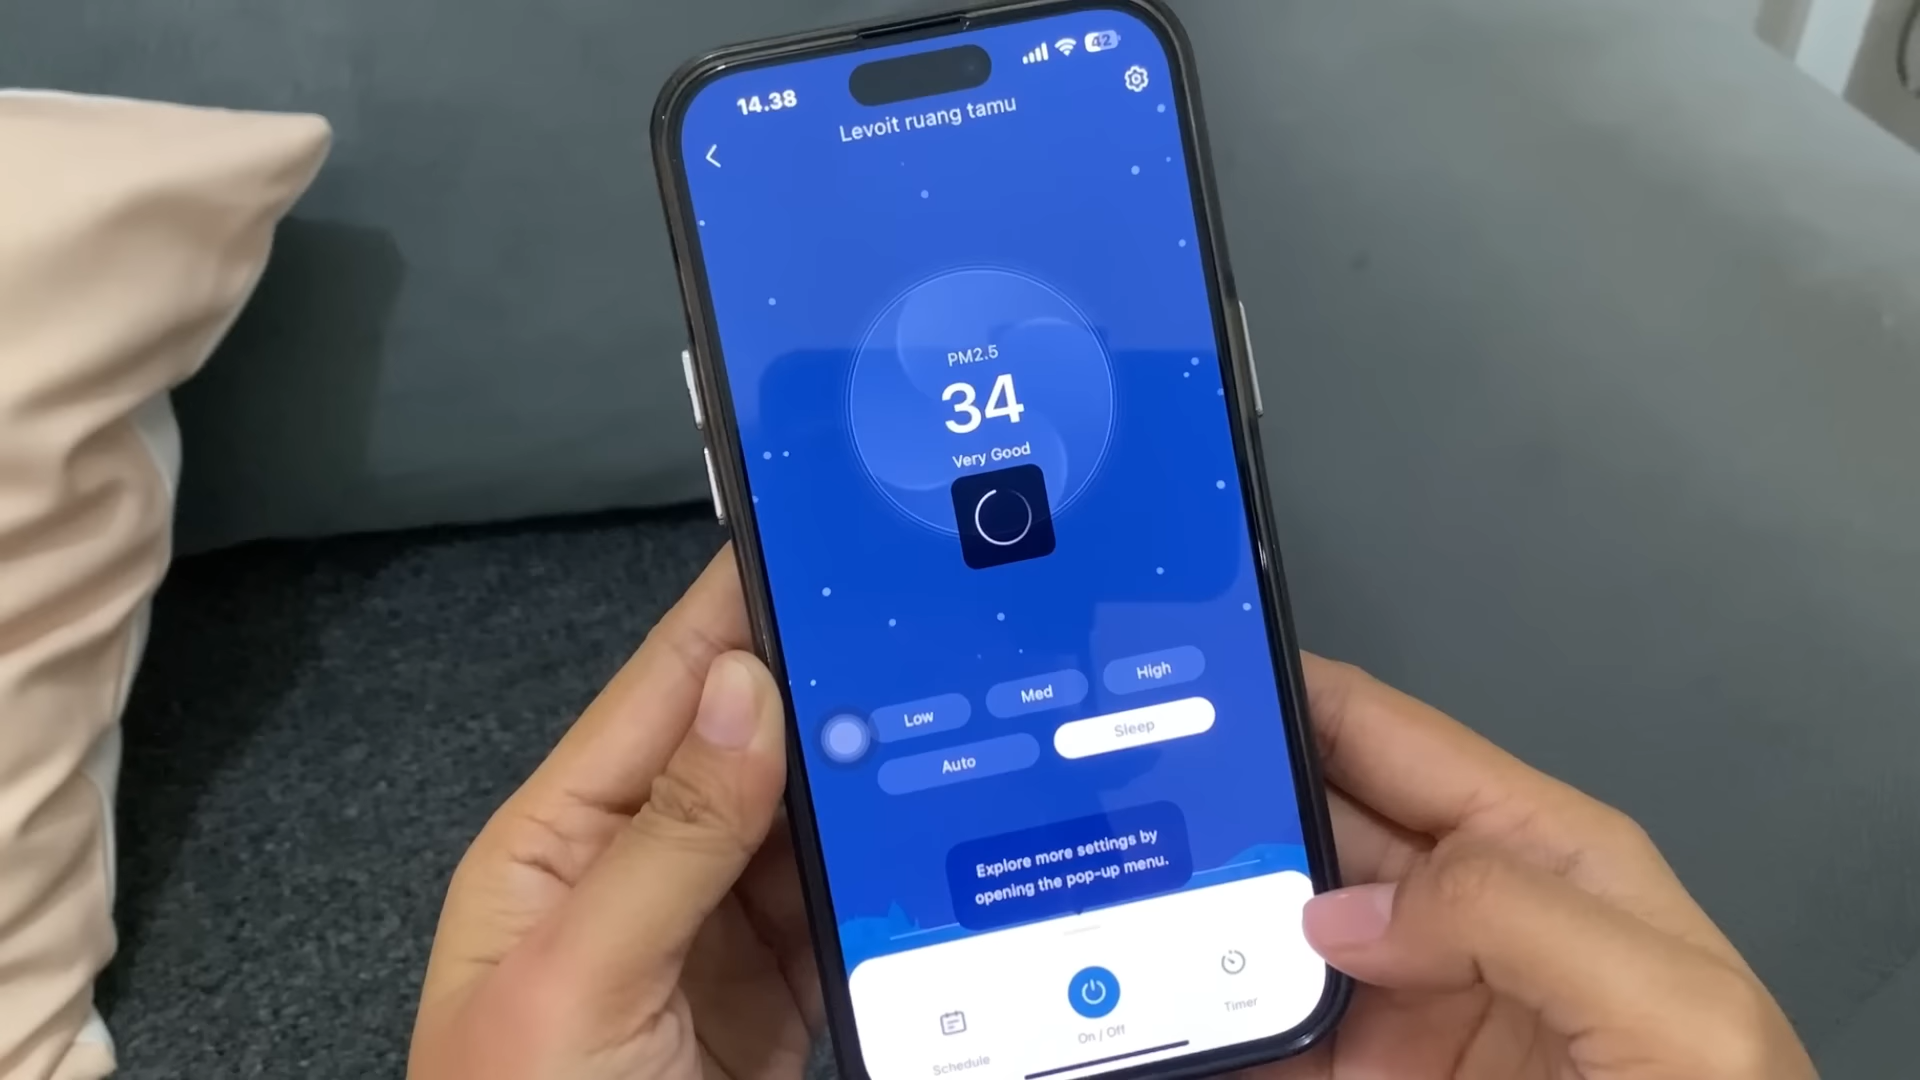 14.38
42
Levoit ruang tamu
PM2.5
34
Very Good
Low
Med
High
Auto
Sleep
Explore more settings by
opening the pop-up menu.
Schedule
On / Off
Timer